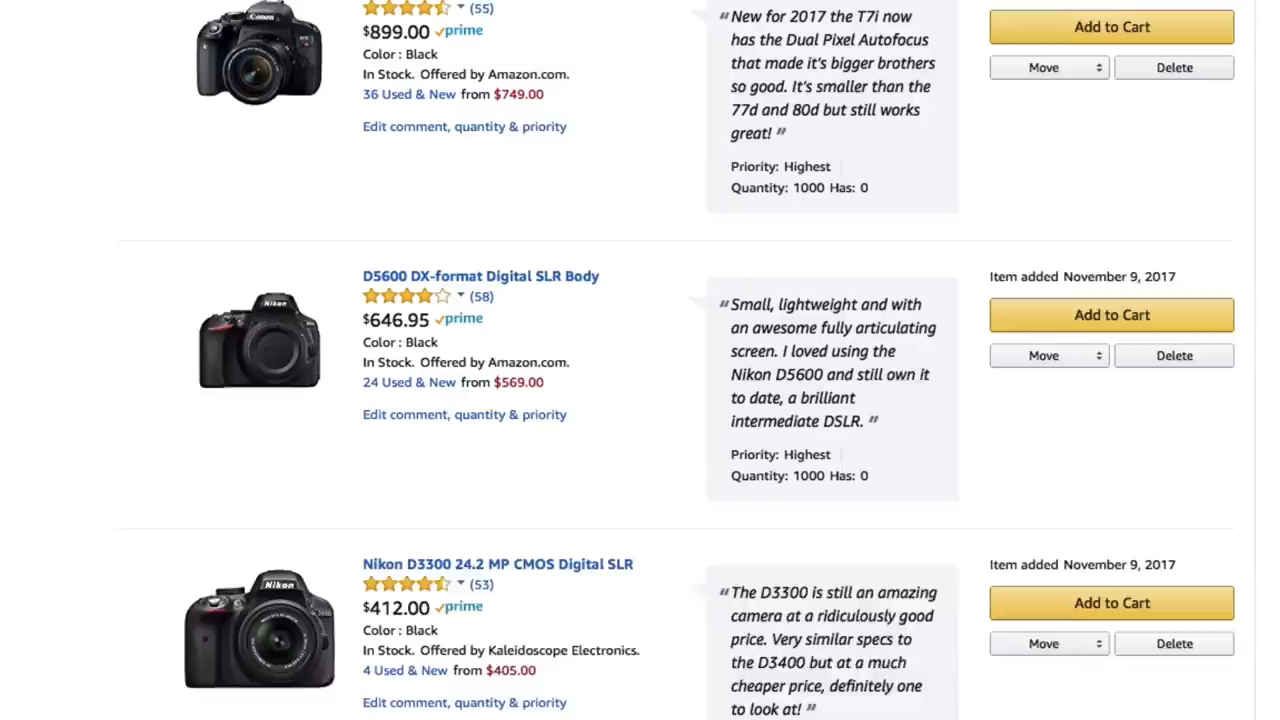 Canon
(55)
$899.00 prime
Color : Black
In Stock. Offered by Amazon.com.
36 Used & New from $749.00
Edit comment, quantity & priority
“New for 2017 the T7i now
has the Dual Pixel Autofocus
that made it's bigger brothers
so good. It's smaller than the
77d and 80d but still works
great! ”
Priority: Highest
Quantity: 1000 Has: 0
Add to Cart
Move
Delete
Nikon
D5600 DX-format Digital SLR Body
(58)
$646.95 prime
Color : Black
In Stock. Offered by Amazon.com.
24 Used & New from $569.00
Edit comment, quantity & priority
“Small, lightweight and with
an awesome fully articulating
screen. I loved using the
Nikon D5600 and still own it
to date, a brilliant
intermediate DSLR. ”
Priority: Highest
Quantity: 1000 Has: 0
Item added November 9, 2017
Add to Cart
Move
Delete
Nikon
Nikon D3300 24.2 MP CMOS Digital SLR
(53)
$412.00 prime
Color : Black
In Stock. Offered by Kaleidoscope Electronics.
4 Used & New from $405.00
Edit comment, quantity & priority
“The D3300 is still an amazing
camera at a ridiculously good
price. Very similar specs to
the D3400 but at a much
cheaper price, definitely one
to look at! ”
Item added November 9, 2017
Add to Cart
Move
Delete